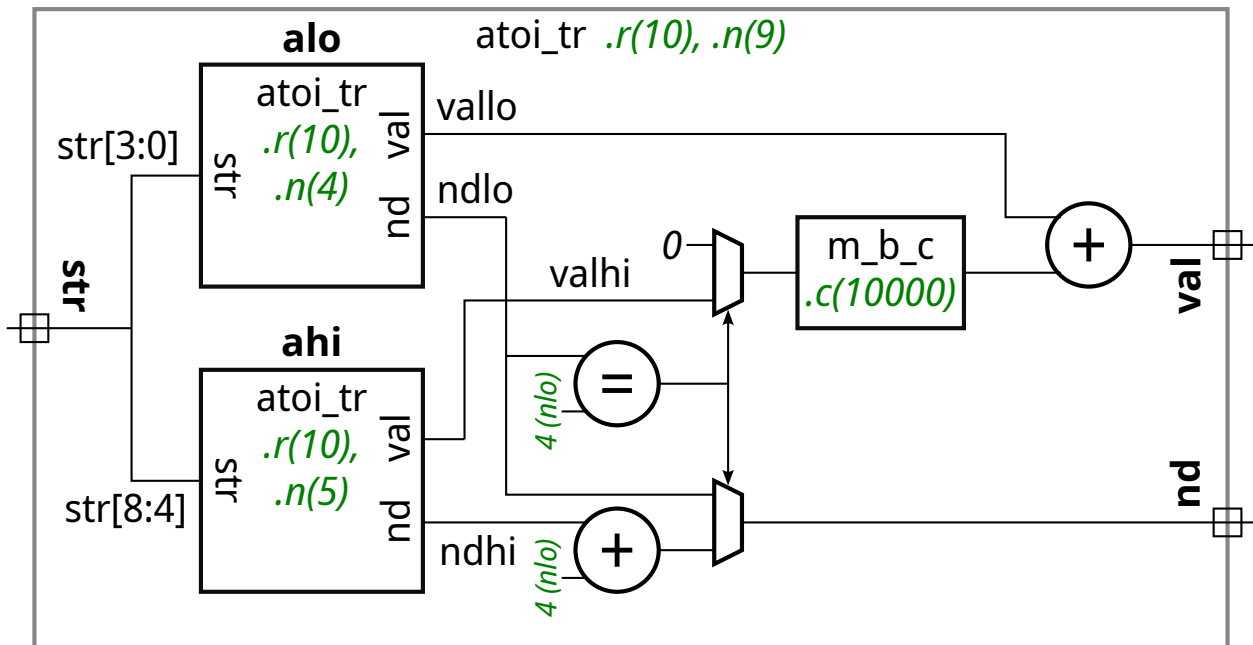 atoi_tr .r(10), .n(9)
alo
atoi_tr
.r(10),
.n(4)
str
val
nd
str[3:0]
vallo
ndlo
str
ahi
atoi_tr
.r(10),
.n(5)
str
val
nd
str[8:4]
valhi
ndhi
0
=
4 (nlo)
+
4 (nlo)
m_b_c
.c(10000)
+
val
nd